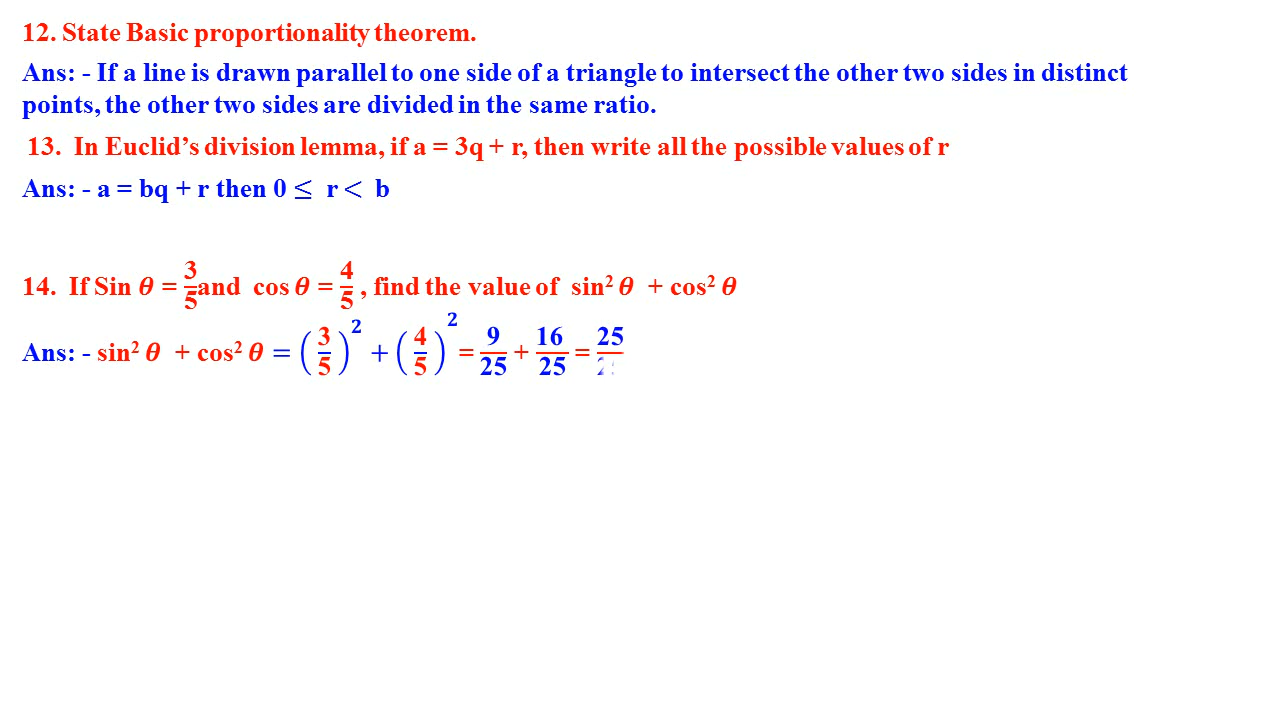 12. State Basic proportionality theorem.
Ans: - If a line is drawn parallel to one side of a triangle to intersect the other two sides in distinct
points, the other two sides are divided in the same ratio.
13. In Euclid’s division lemma, if a = 3q + r, then write all the possible values of r
Ans: - a = bq + r then 0 ≤ r < b
14. If Sin θ = 3/5 and cos θ = 4/5 , find the value of sin² θ + cos² θ
Ans: - sin² θ + cos² θ = (3/5)² + (4/5)² = 9/25 + 16/25 = 25/